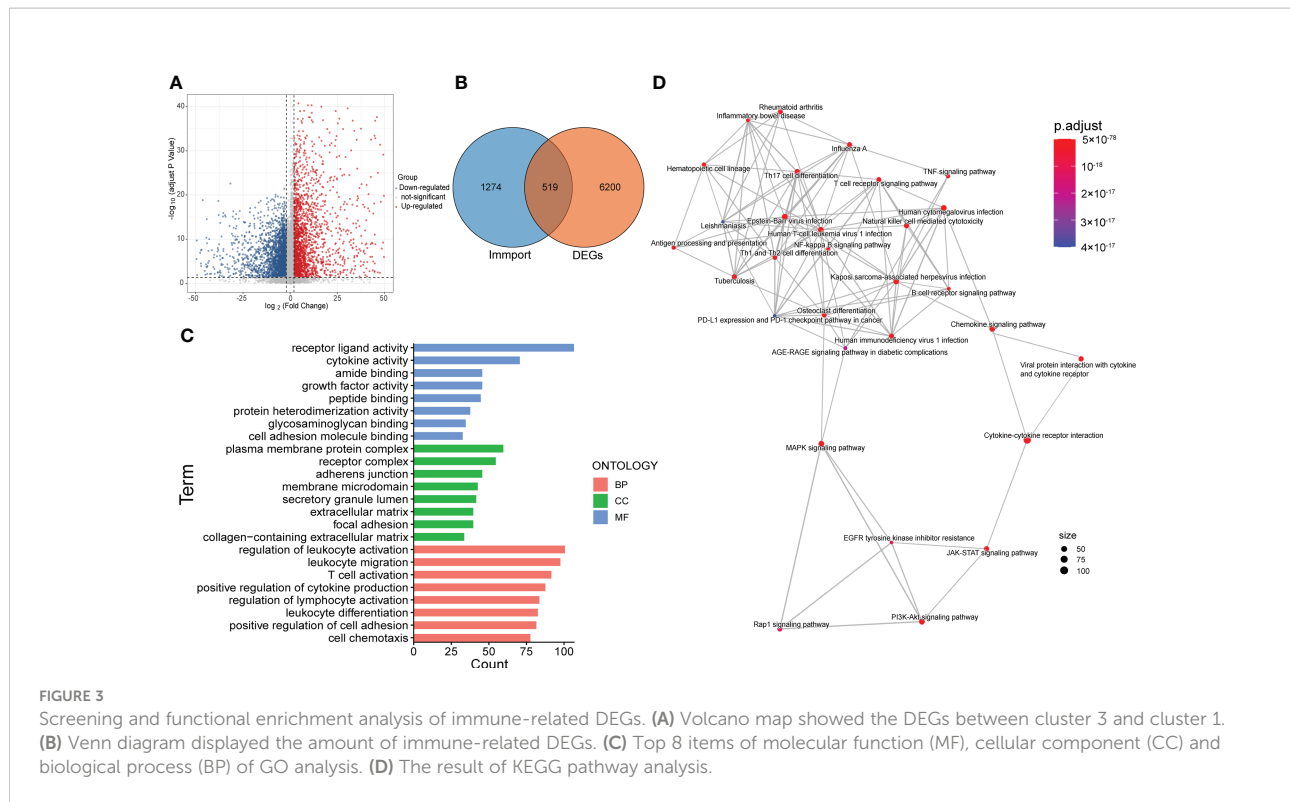 A
40
30
20
10
0
-log 10 (adjust P Value)
-50
-25
0
25
50
log 2 (Fold Change)
Group
Down-regulated
not-significant
Up-regulated
B
1274
519
6200
Immport
DEGs
C
receptor ligand activity
cytokine activity
amide binding
growth factor activity
peptide binding
protein heterodimerization activity
glycosaminoglycan binding
cell adhesion molecule binding
plasma membrane protein complex
receptor complex
adherens junction
membrane microdomain
secretory granule lumen
extracellular matrix
focal adhesion
collagen-containing extracellular matrix
regulation of leukocyte activation
leukocyte migration
T cell activation
positive regulation of cytokine production
regulation of lymphocyte activation
leukocyte differentiation
positive regulation of cell adhesion
cell chemotaxis
Term
0
25
50
75
100
Count
ONTOLOGY
BP
CC
MF
D
Rheumatoid arthritis
Inflammatory bowel disease
Influenza A
Hematopoietic cell lineage
Th17 cell differentiation
TNF signaling pathway
T cell receptor signaling pathway
Human cytomegalovirus infection
Leishmaniasis
Epstein-Barr virus infection
Natural killer cell mediated cytotoxicity
Human T-cell leukemia virus 1 infection
Antigen processing and presentation
NF-kappa B signaling pathway
Th1 and Th2 cell differentiation
Tuberculosis
Kaposi sarcoma-associated herpesvirus infection
B cell receptor signaling pathway
Osteoclast differentiation
PD-L1 expression and PD-1 checkpoint pathway in cancer
Chemokine signaling pathway
Human immunodeficiency virus 1 infection
AGE-RAGE signaling pathway in diabetic complications
Viral protein interaction with cytokine
and cytokine receptor
Cytokine-cytokine receptor interaction
MAPK signaling pathway
EGFR tyrosine kinase inhibitor resistance
JAK-STAT signaling pathway
Rap1 signaling pathway
PI3K-Akt signaling pathway
p.adjust
5×10⁻⁷⁸
10⁻¹⁸
2×10⁻¹⁷
3×10⁻¹⁷
4×10⁻¹⁷
size
50
75
100
FIGURE 3
Screening and functional enrichment analysis of immune-related DEGs. (A) Volcano map showed the DEGs between cluster 3 and cluster 1.
(B) Venn diagram displayed the amount of immune-related DEGs. (C) Top 8 items of molecular function (MF), cellular component (CC) and
biological process (BP) of GO analysis. (D) The result of KEGG pathway analysis.